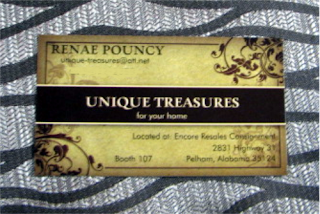 RENAE POUNCY
unique-treasures@att.net
UNIQUE TREASURES
for your home
Located at: Encore Resales Consignment
2831 Highway 31
Booth 107 Pelham, Alabama 35124